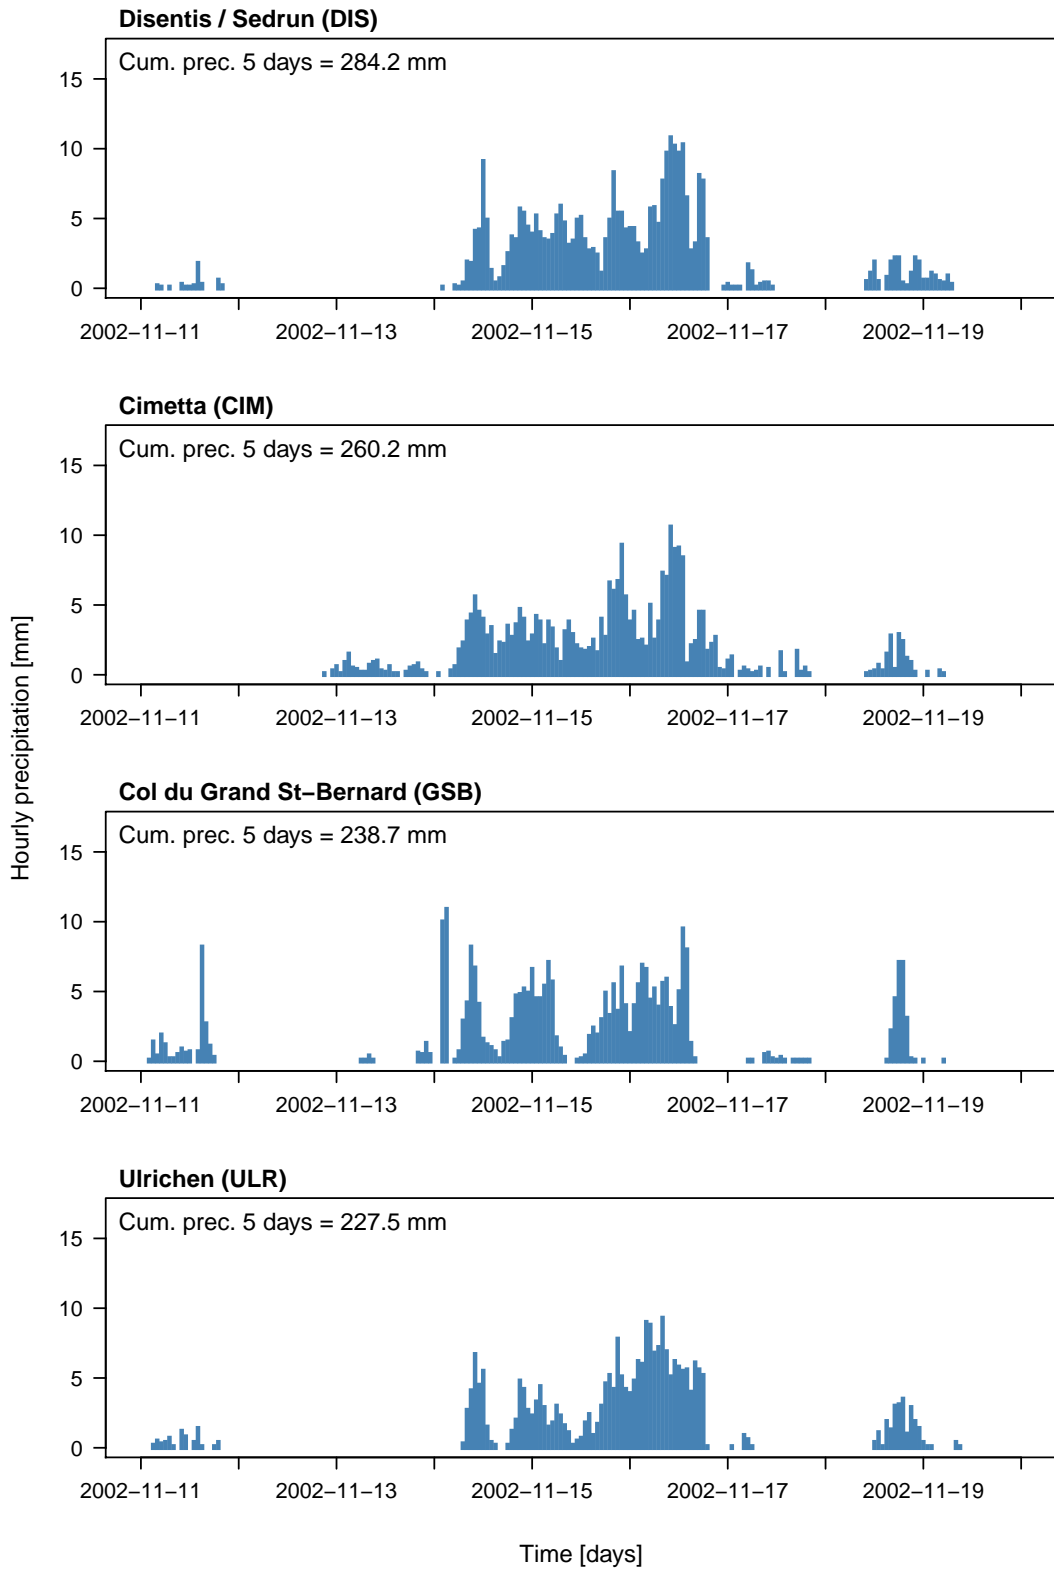 Disentis / Sedrun (DIS)
Cum. prec. 5 days = 284.2 mm
15
10
5
0
2002−11−11 2002−11−13 2002−11−15 2002−11−17 2002−11−19
Cimetta (CIM)
Cum. prec. 5 days = 260.2 mm
15
10
5
0
2002−11−11 2002−11−13 2002−11−15 2002−11−17 2002−11−19
Hourly precipitation [mm]
Col du Grand St−Bernard (GSB)
Cum. prec. 5 days = 238.7 mm
15
10
5
0
2002−11−11 2002−11−13 2002−11−15 2002−11−17 2002−11−19
Ulrichen (ULR)
Cum. prec. 5 days = 227.5 mm
15
10
5
0
2002−11−11 2002−11−13 2002−11−15 2002−11−17 2002−11−19
Time [days]